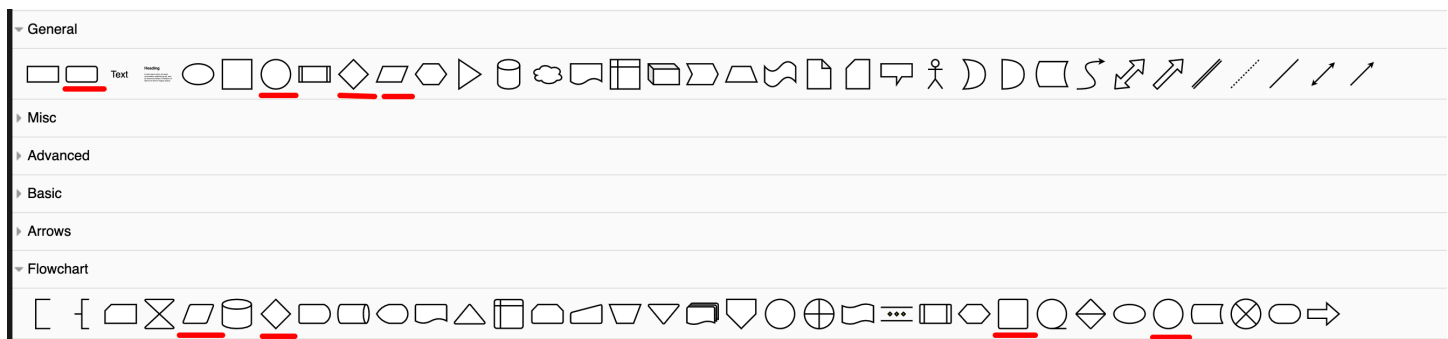 General
Text
Heading
Misc
Advanced
Basic
Arrows
Flowchart